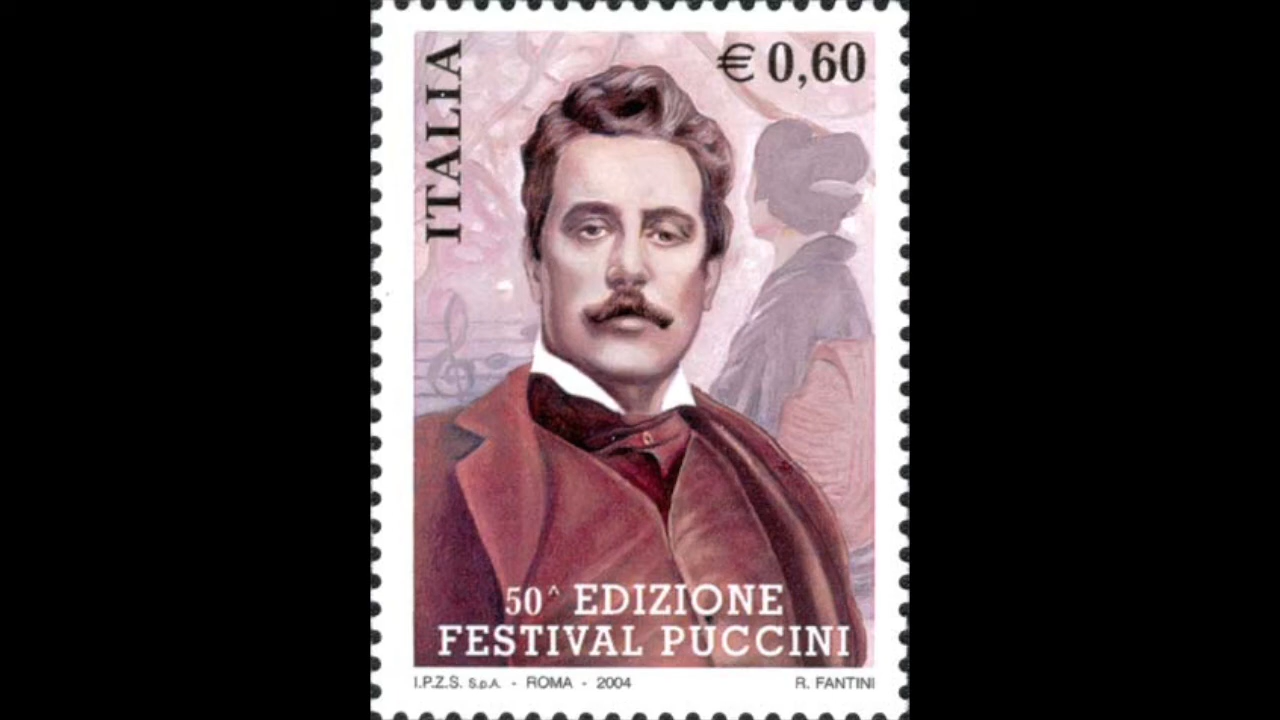 ITALIA
€ 0,60
50^ EDIZIONE
FESTIVAL PUCCINI
I.P.Z.S. S.p.A. - ROMA - 2004
R. FANTINI